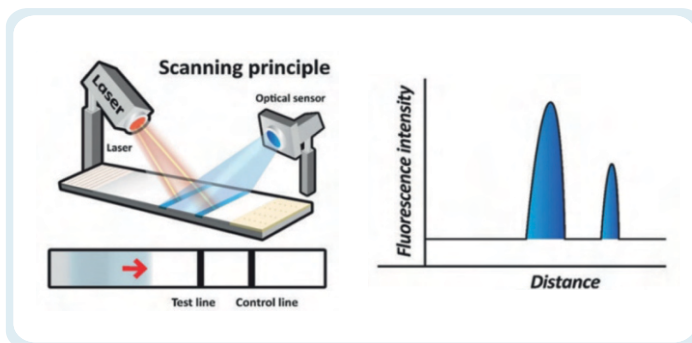 Scanning principle
Laser
Optical sensor
Laser
Test line
Control line
Fluorescence intensity
Distance